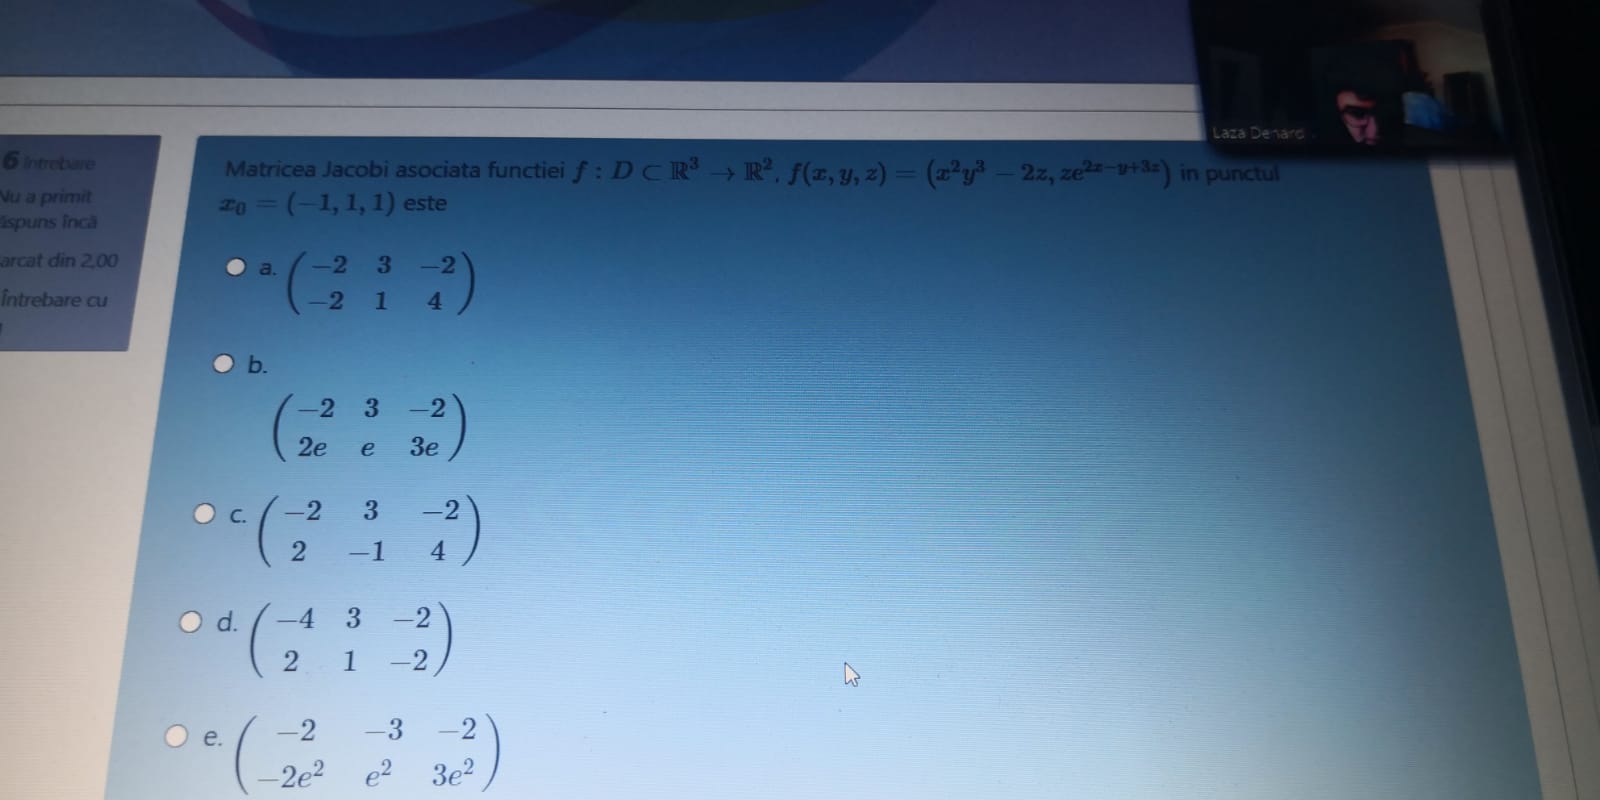 Laza Denard
6 întrebare
Nu a primit
ăspuns încă
arcat din 2,00
Întrebare cu
Matricea Jacobi asociata functiei f : D ⊂ ℝ³ → ℝ², f(x, y, z) = (x²y³ − 2z, ze²ˣ⁻ʸ⁺³ᶻ) in punctul
x₀ = (−1, 1, 1) este
a. (−2 3 −2
−2 1 4)
b.
(−2 3 −2
2e e 3e)
c. (−2 3 −2
2 −1 4)
d. (−4 3 −2
2 1 −2)
e. (−2 −3 −2
−2e² e² 3e²)